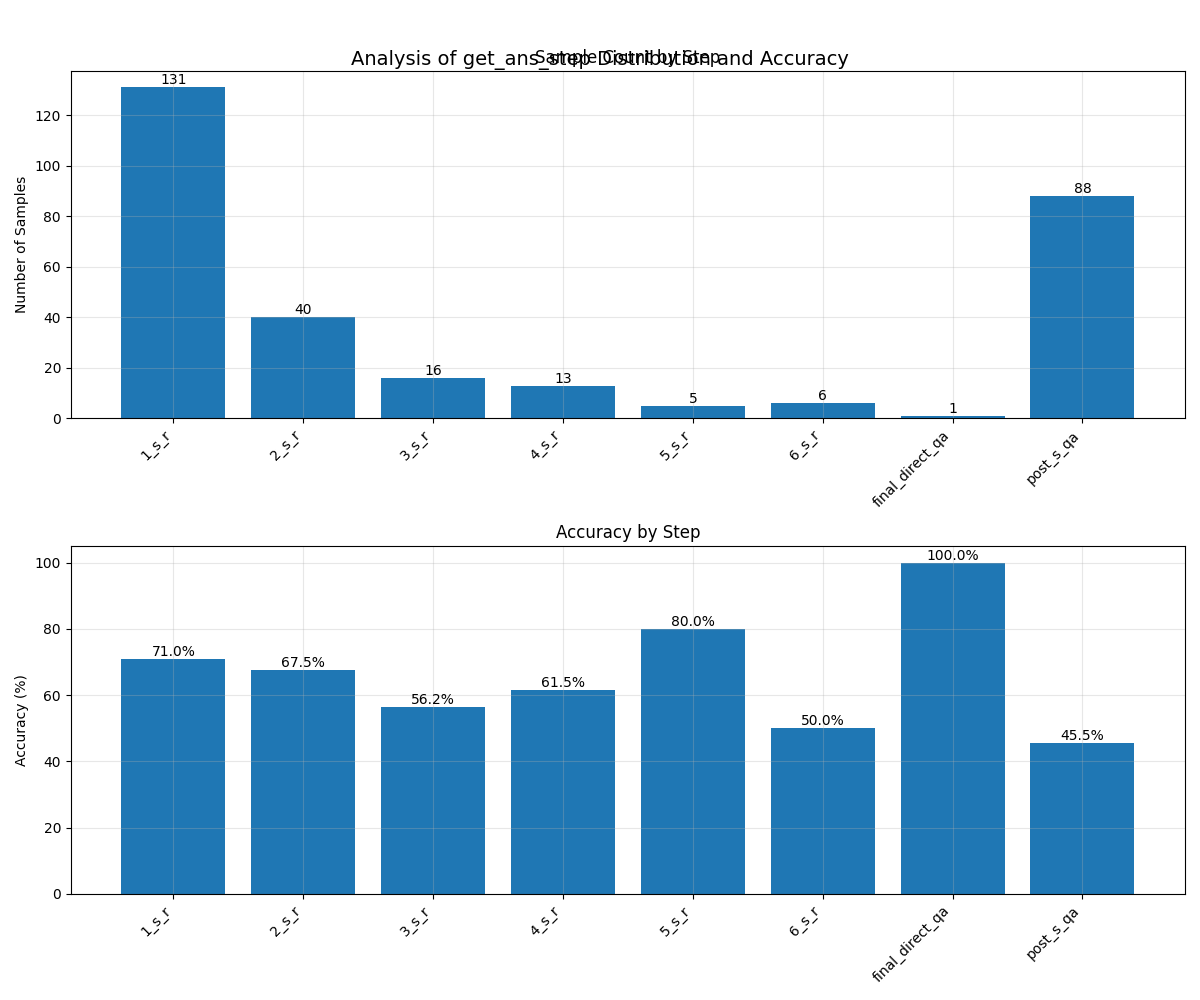 Analysis of get_ans_step Distribution and Accuracy
Sample Count by Step
131
40
16
13
5
6
1
88
Number of Samples
120
100
80
60
40
20
0
1_s_r
2_s_r
3_s_r
4_s_r
5_s_r
6_s_r
final_direct_qa
post_s_qa
Accuracy by Step
71.0%
67.5%
56.2%
61.5%
80.0%
50.0%
100.0%
45.5%
Accuracy (%)
100
80
60
40
20
0
1_s_r
2_s_r
3_s_r
4_s_r
5_s_r
6_s_r
final_direct_qa
post_s_qa